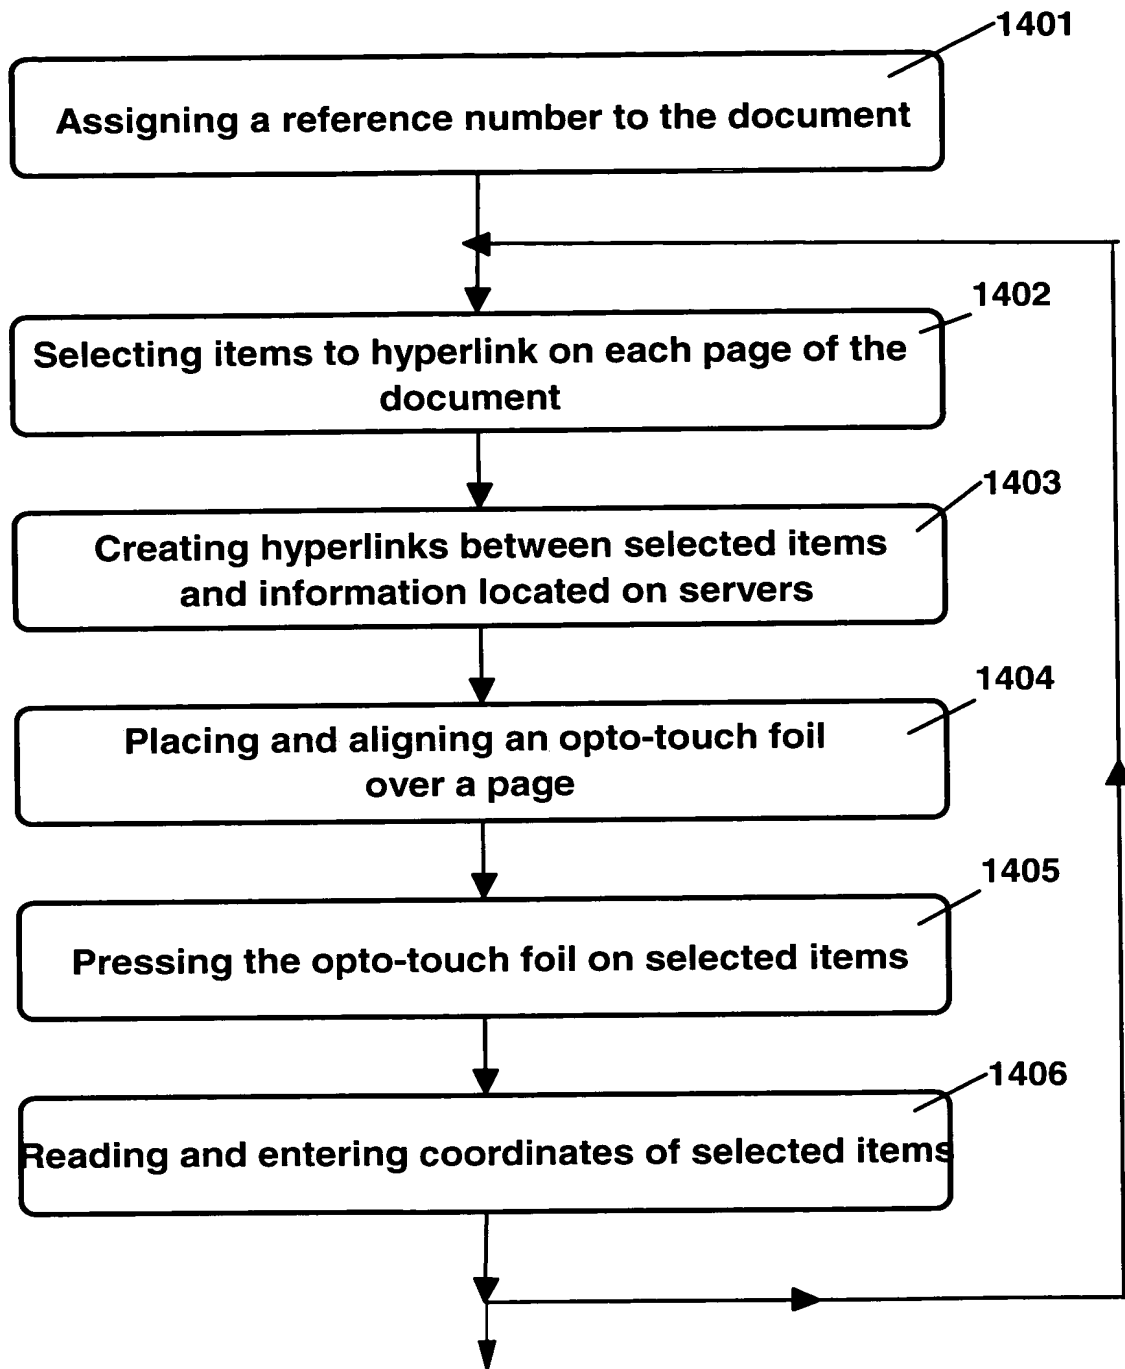 1401
Assigning a reference number to the document
1402
Selecting items to hyperlink on each page of the
document
1403
Creating hyperlinks between selected items
and information located on servers
1404
Placing and aligning an opto-touch foil
over a page
1405
Pressing the opto-touch foil on selected items
1406
Reading and entering coordinates of selected items